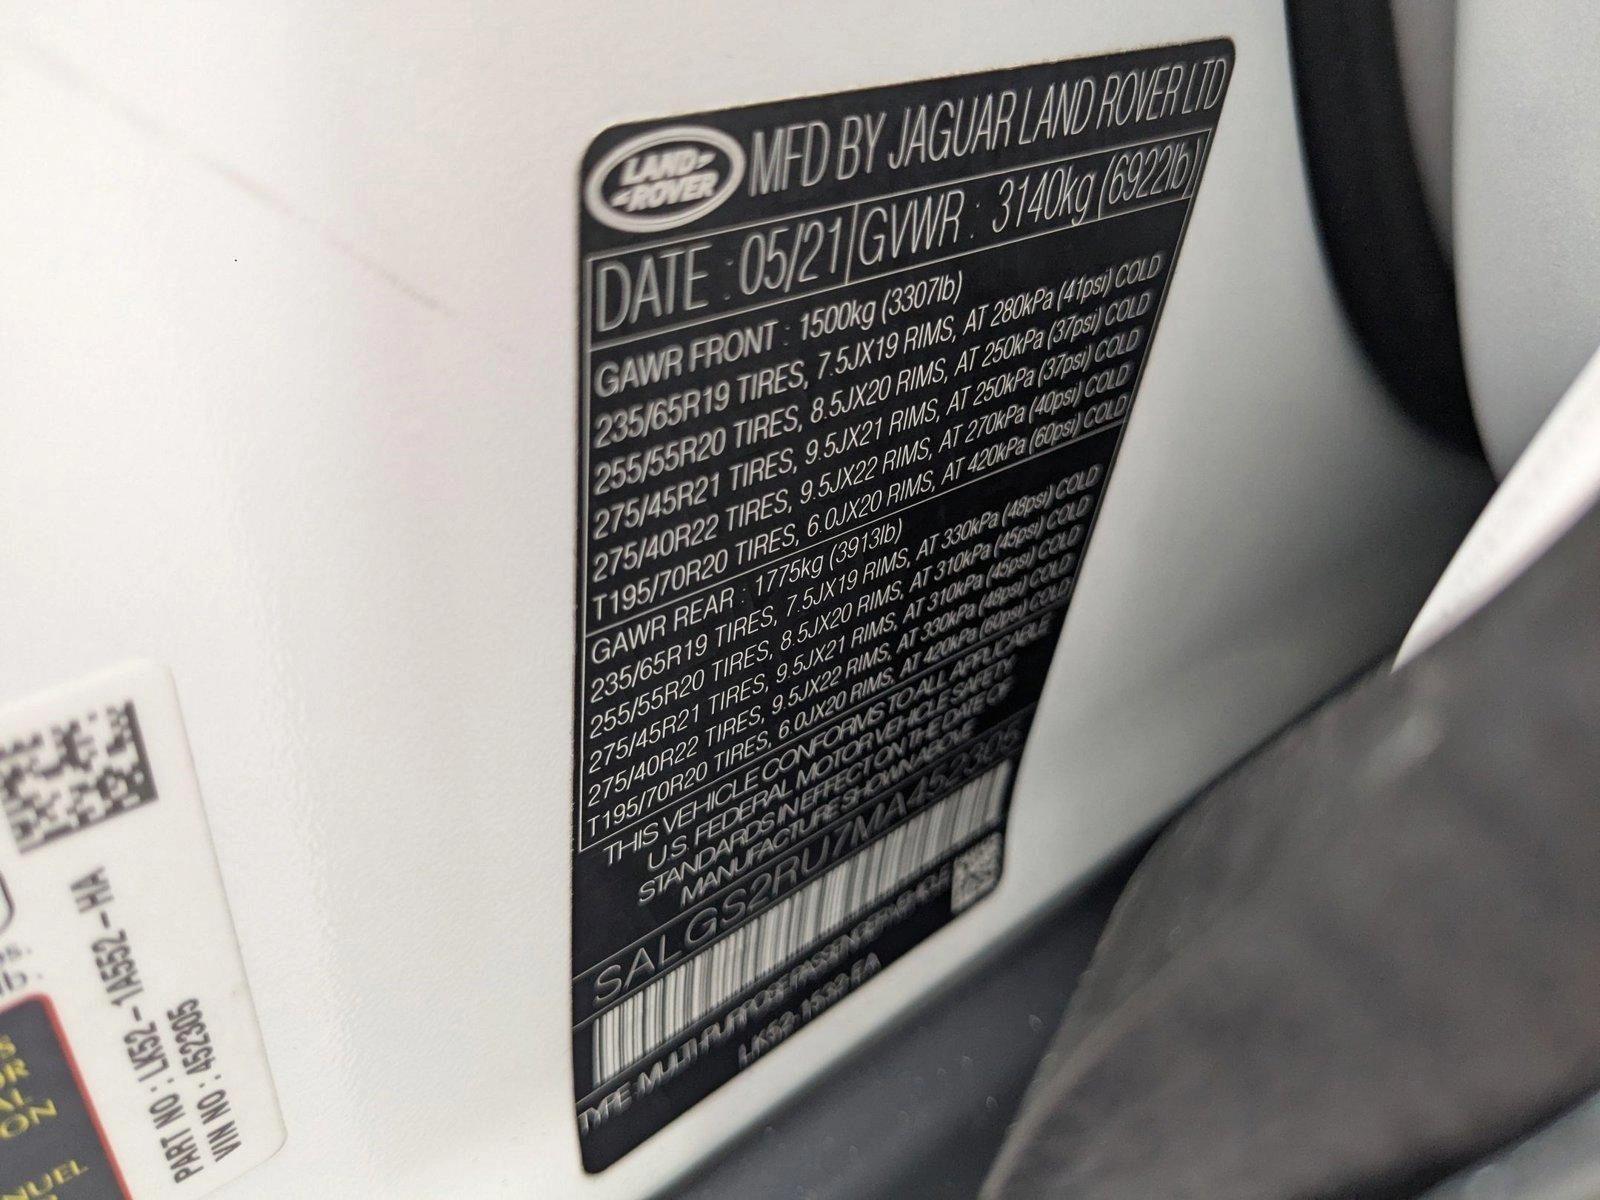 LAND-
-ROVER
MFD BY JAGUAR LAND ROVER LTD
DATE : 05/21 GVWR : 3140kg (6922lb)
GAWR FRONT : 1500kg (3307lb)
235/65R19 TIRES, 7.5JX19 RIMS, AT 280kPa (41psi) COLD
255/55R20 TIRES, 8.5JX20 RIMS, AT 250kPa (37psi) COLD
275/45R21 TIRES, 9.5JX21 RIMS, AT 250kPa (37psi) COLD
275/40R22 TIRES, 9.5JX22 RIMS, AT 270kPa (40psi) COLD
T195/70R20 TIRES, 6.0JX20 RIMS, AT 420kPa (60psi) COLD
GAWR REAR : 1775kg (3913lb)
235/65R19 TIRES, 7.5JX19 RIMS, AT 330kPa (48psi) COLD
255/55R20 TIRES, 8.5JX20 RIMS, AT 310kPa (45psi) COLD
275/45R21 TIRES, 9.5JX21 RIMS, AT 310kPa (45psi) COLD
275/40R22 TIRES, 9.5JX22 RIMS, AT 330kPa (48psi) COLD
T195/70R20 TIRES, 6.0JX20 RIMS, AT 420kPa (60psi) COLD
THIS VEHICLE CONFORMS TO ALL APPLICABLE
U.S. FEDERAL MOTOR VEHICLE SAFETY
STANDARDS IN EFFECT ON THE DATE OF
MANUFACTURE SHOWN ABOVE
SALGS2RU7MA452305
TYPE : MULTI-PURPOSE PASSENGER VEHICLE
LK52-1532-EA
PART NO : LK52-1A552-HA
VIN NO : 452305